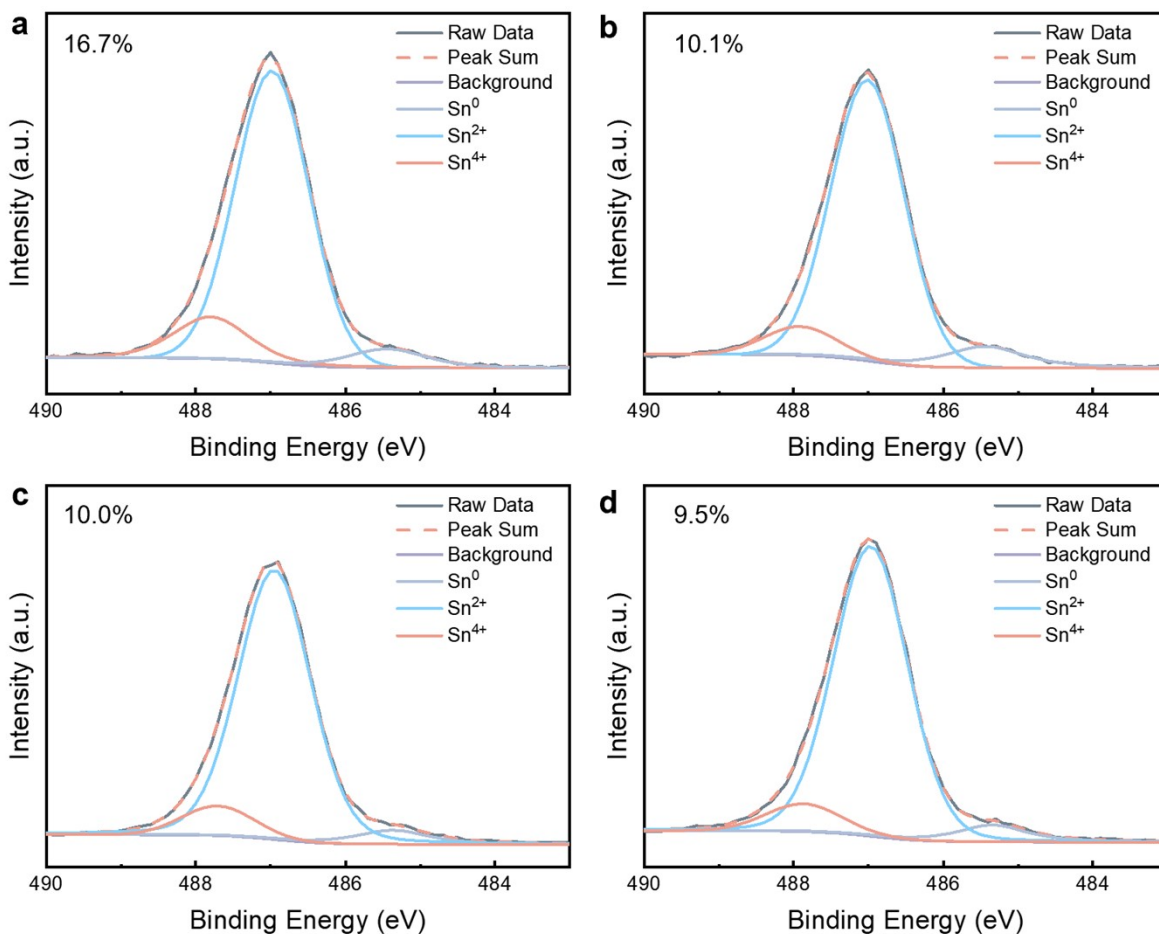 a
16.7%
Raw Data
Peak Sum
Background
Sn⁰
Sn²⁺
Sn⁴⁺
Intensity (a.u.)
490 488 486 484
Binding Energy (eV)
b
10.1%
Raw Data
Peak Sum
Background
Sn⁰
Sn²⁺
Sn⁴⁺
Intensity (a.u.)
490 488 486 484
Binding Energy (eV)
c
10.0%
Raw Data
Peak Sum
Background
Sn⁰
Sn²⁺
Sn⁴⁺
Intensity (a.u.)
490 488 486 484
Binding Energy (eV)
d
9.5%
Raw Data
Peak Sum
Background
Sn⁰
Sn²⁺
Sn⁴⁺
Intensity (a.u.)
490 488 486 484
Binding Energy (eV)